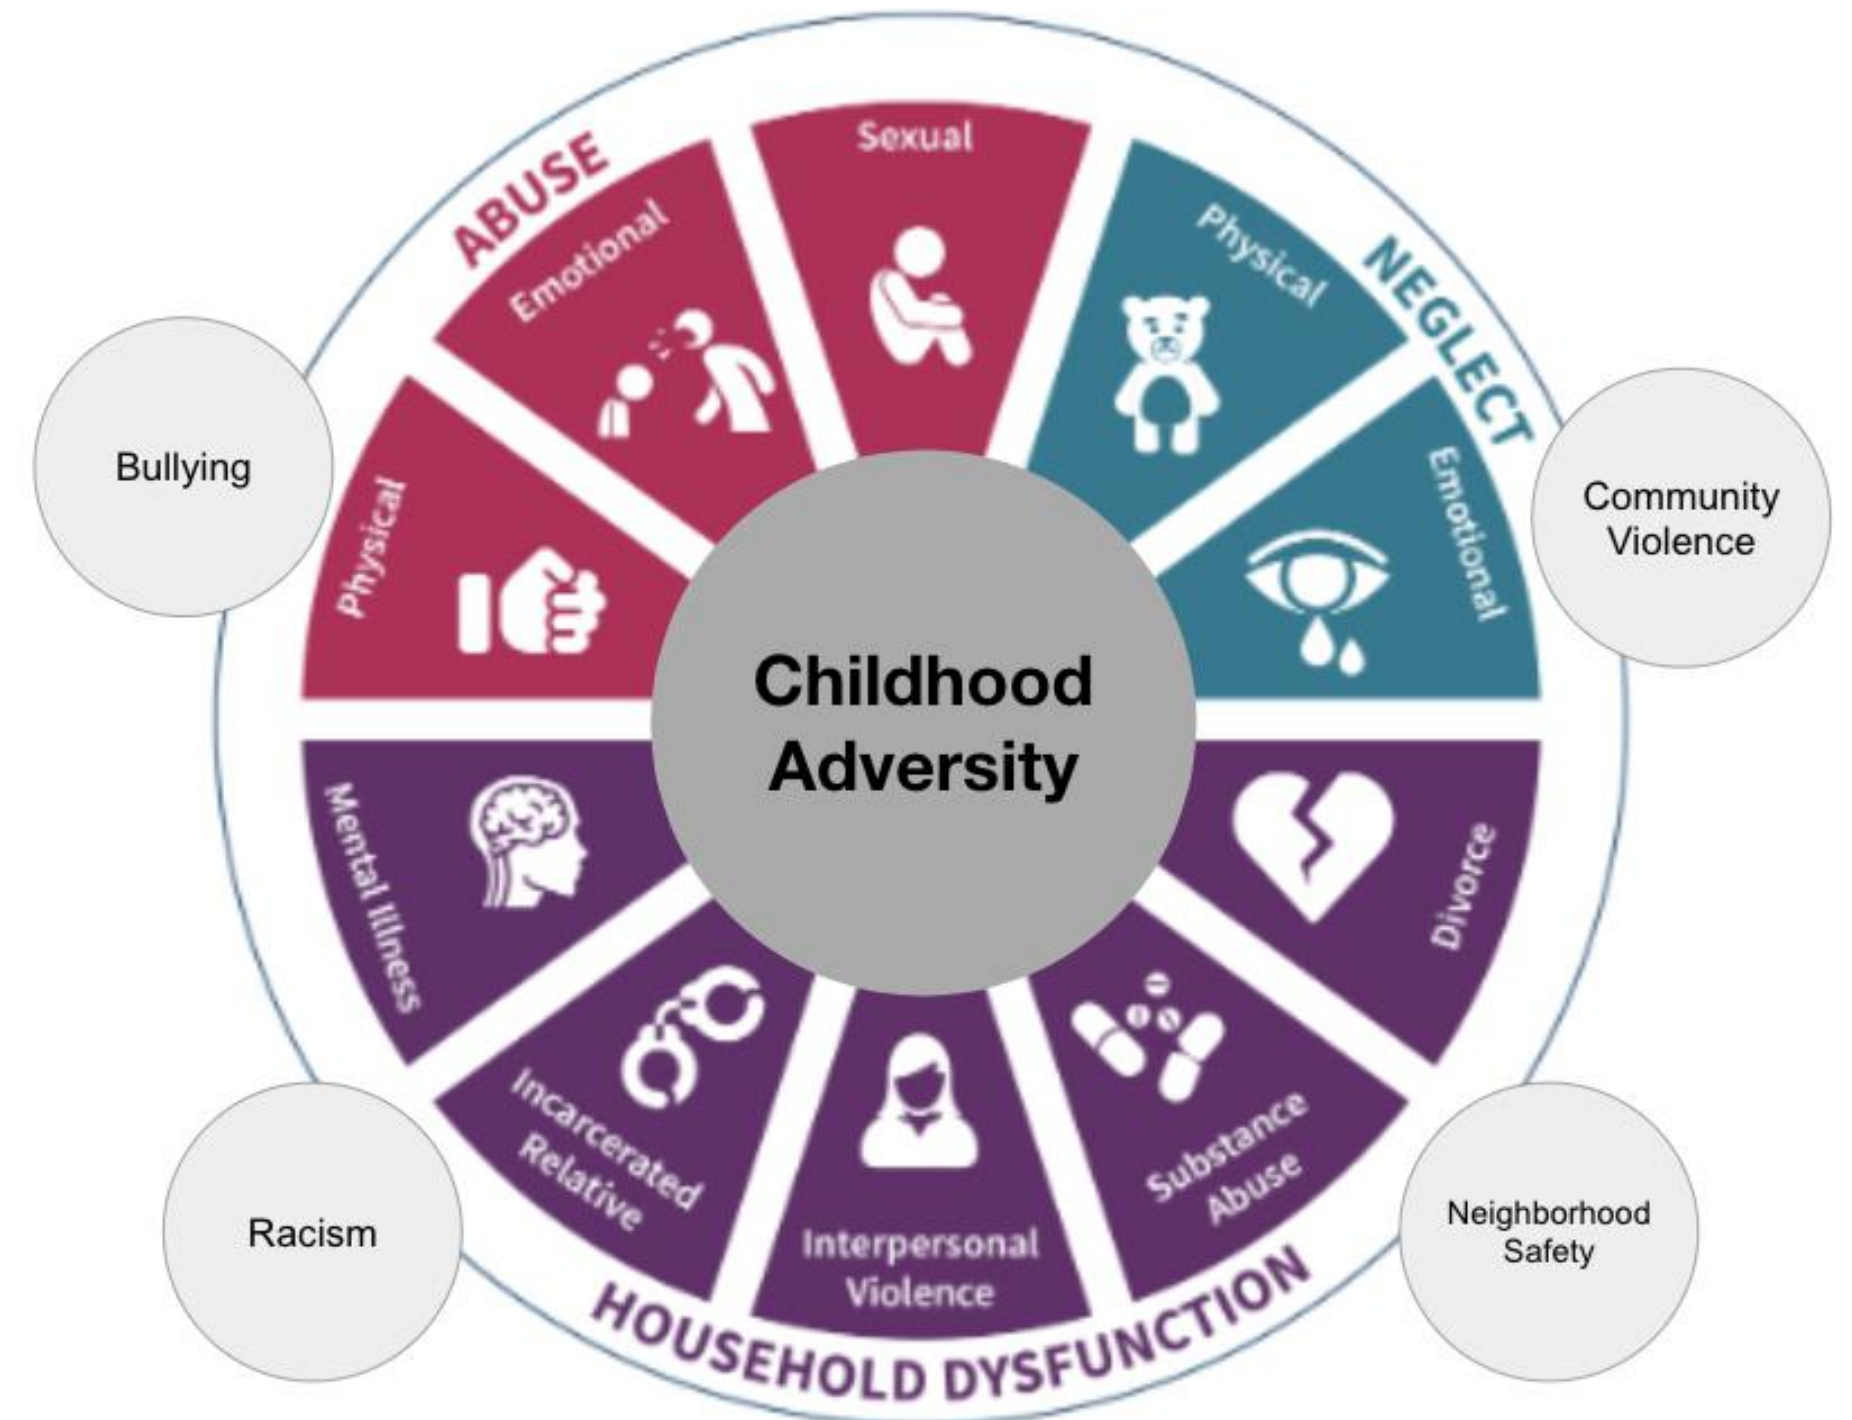 ABUSE
Sexual
Emotional
Physical
NEGLECT
Physical
Emotional
Bullying
Community
Violence
Childhood
Adversity
Mental Illness
Incarcerated
Relative
Interpersonal
Violence
Substance
Abuse
Divorce
Racism
Neighborhood
Safety
HOUSEHOLD DYSFUNCTION